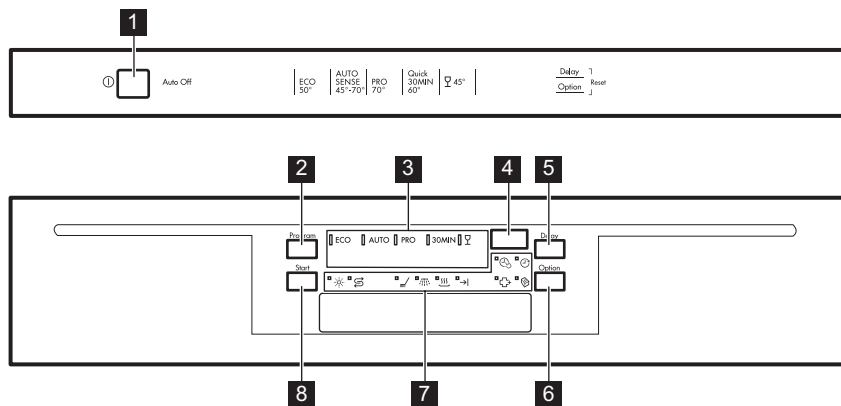 1
Auto Off
ECO
50°
AUTO
SENSE
45°-70°
PRO
70°
Quick
30MIN
60°
45°
Delay
Option
Reset
2
3
4
5
Program
ECO
AUTO
PRO
30MIN
Delay
Start
Option
8
7
6